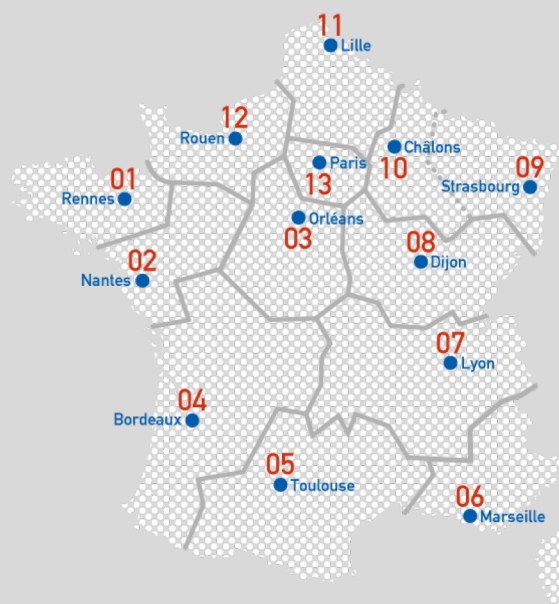 11
Lille
12
Rouen
Paris
13
Châlons
10
09
Strasbourg
01
Rennes
Orléans
03
02
Nantes
08
Dijon
07
Lyon
04
Bordeaux
05
Toulouse
06
Marseille